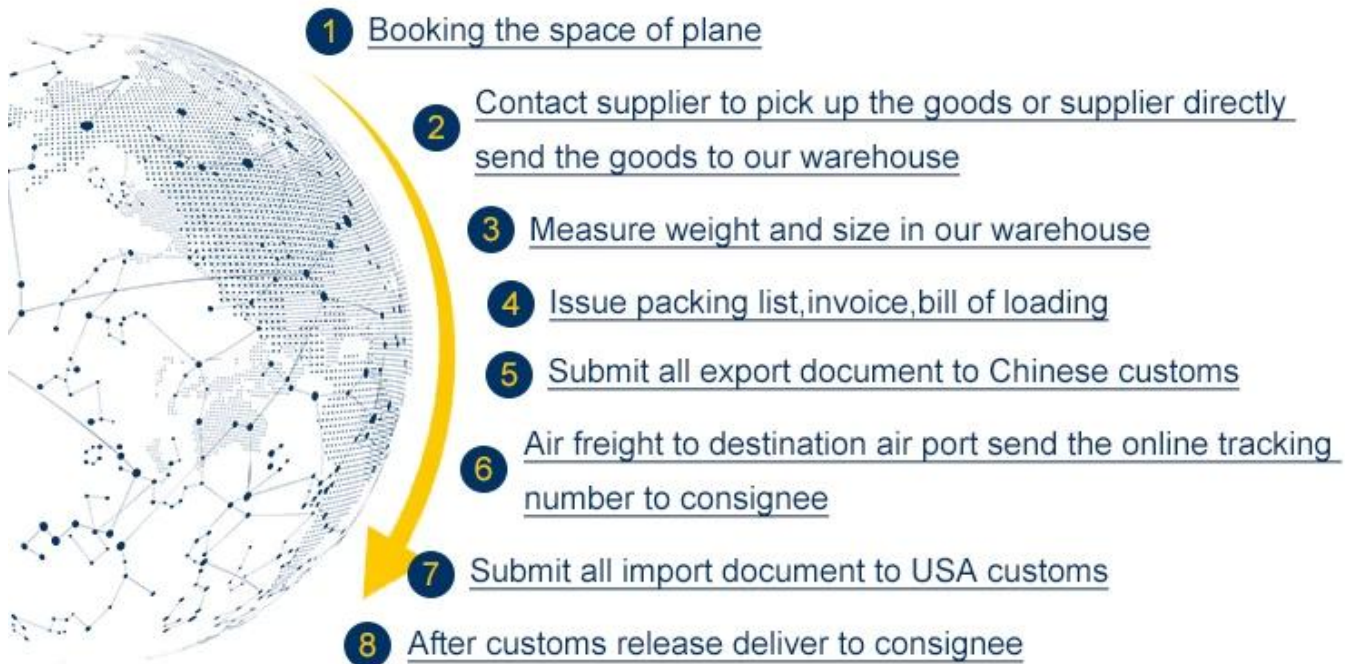 1 Booking the space of plane
2 Contact supplier to pick up the goods or supplier directly
send the goods to our warehouse
3 Measure weight and size in our warehouse
4 Issue packing list,invoice,bill of loading
5 Submit all export document to Chinese customs
6 Air freight to destination air port send the online tracking
number to consignee
7 Submit all import document to USA customs
8 After customs release deliver to consignee